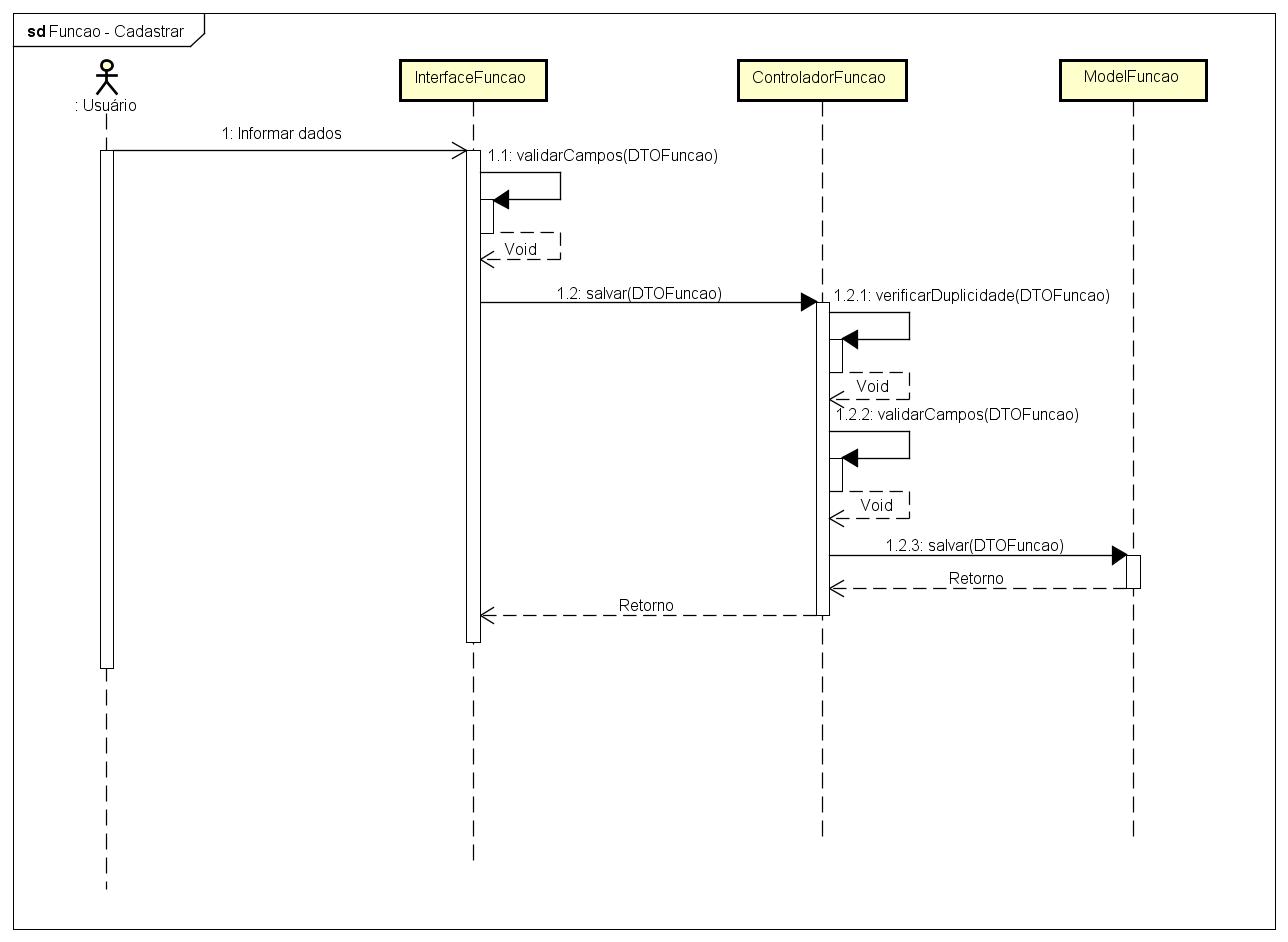 sd Funcao - Cadastrar
: Usuário
InterfaceFuncao
ControladorFuncao
ModelFuncao
1: Informar dados
1.1: validarCampos(DTOFuncao)
Void
1.2: salvar(DTOFuncao)
1.2.1: verificarDuplicidade(DTOFuncao)
Void
1.2.2: validarCampos(DTOFuncao)
Void
1.2.3: salvar(DTOFuncao)
Retorno
Retorno